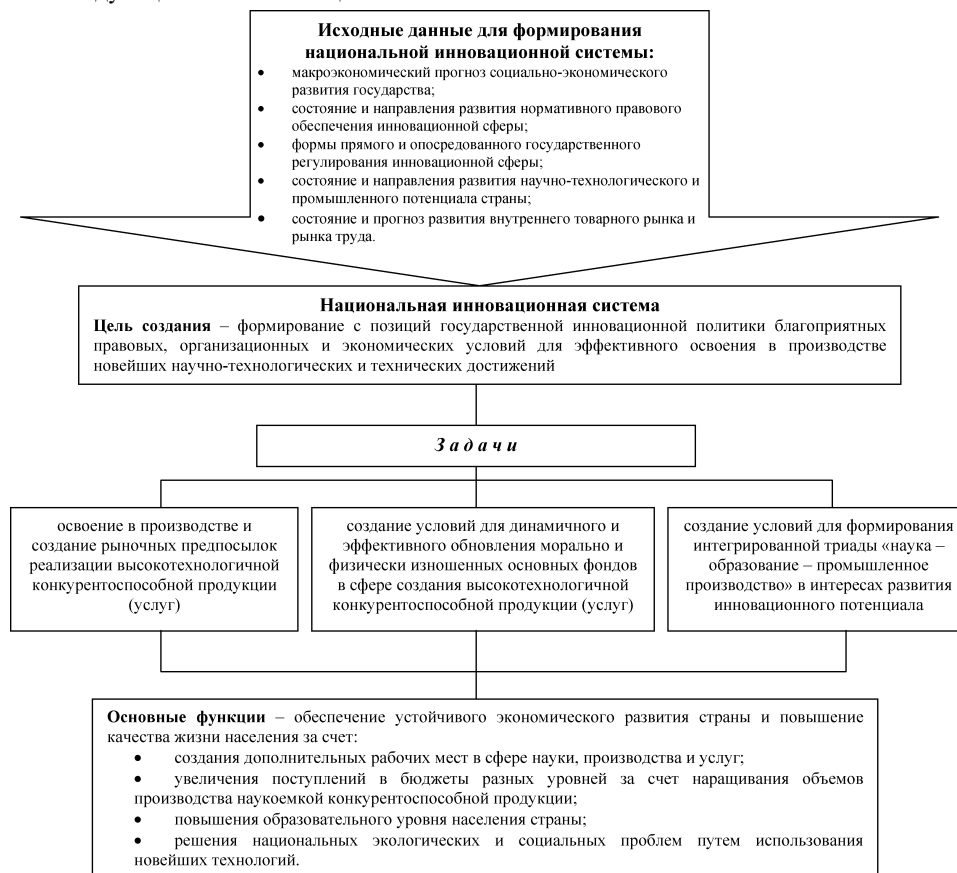 Исходные данные для формирования
национальной инновационной системы:
• макроэкономический прогноз социально-экономического
развития государства;
• состояние и направления развития нормативного правового
обеспечения инновационной сферы;
• формы прямого и опосредованного государственного
регулирования инновационной сферы;
• состояние и направления развития научно-технологического и
промышленного потенциала страны;
• состояние и прогноз развития внутреннего товарного рынка и
рынка труда.
Национальная инновационная система
Цель создания – формирование с позиций государственной инновационной политики благоприятных
правовых, организационных и экономических условий для эффективного освоения в производстве
новейших научно-технологических и технических достижений
З а д а ч и
освоение в производстве и
создание рыночных предпосылок
реализации высокотехнологичной
конкурентоспособной продукции
(услуг)
создание условий для динамичного и
эффективного обновления морально и
физически изношенных основных фондов
в сфере создания высокотехнологичной
конкурентоспособной продукции (услуг)
создание условий для формирования
интегрированной триады «наука –
образование – промышленное
производство» в интересах развития
инновационного потенциала
Основные функции – обеспечение устойчивого экономического развития страны и повышение
качества жизни населения за счет:
• создания дополнительных рабочих мест в сфере науки, производства и услуг;
• увеличения поступлений в бюджеты разных уровней за счет наращивания объемов
производства наукоемкой конкурентоспособной продукции;
• повышения образовательного уровня населения страны;
• решения национальных экологических и социальных проблем путем использования
новейших технологий.